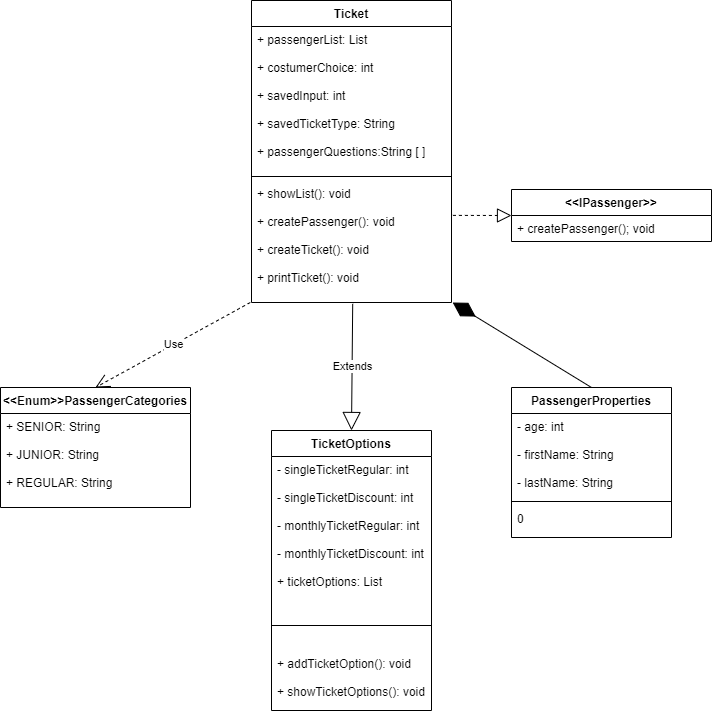 Ticket
+ passengerList: List
+ costumerChoice: int
+ savedInput: int
+ savedTicketType: String
+ passengerQuestions:String [ ]
+ showList(): void
+ createPassenger(): void
+ createTicket(): void
+ printTicket(): void
<<IPassenger>>
+ createPassenger(); void
Use
Extends
<<Enum>>PassengerCategories
+ SENIOR: String
+ JUNIOR: String
+ REGULAR: String
TicketOptions
- singleTicketRegular: int
- singleTicketDiscount: int
- monthlyTicketRegular: int
- monthlyTicketDiscount: int
+ ticketOptions: List
+ addTicketOption(): void
+ showTicketOptions(): void
PassengerProperties
- age: int
- firstName: String
- lastName: String
0